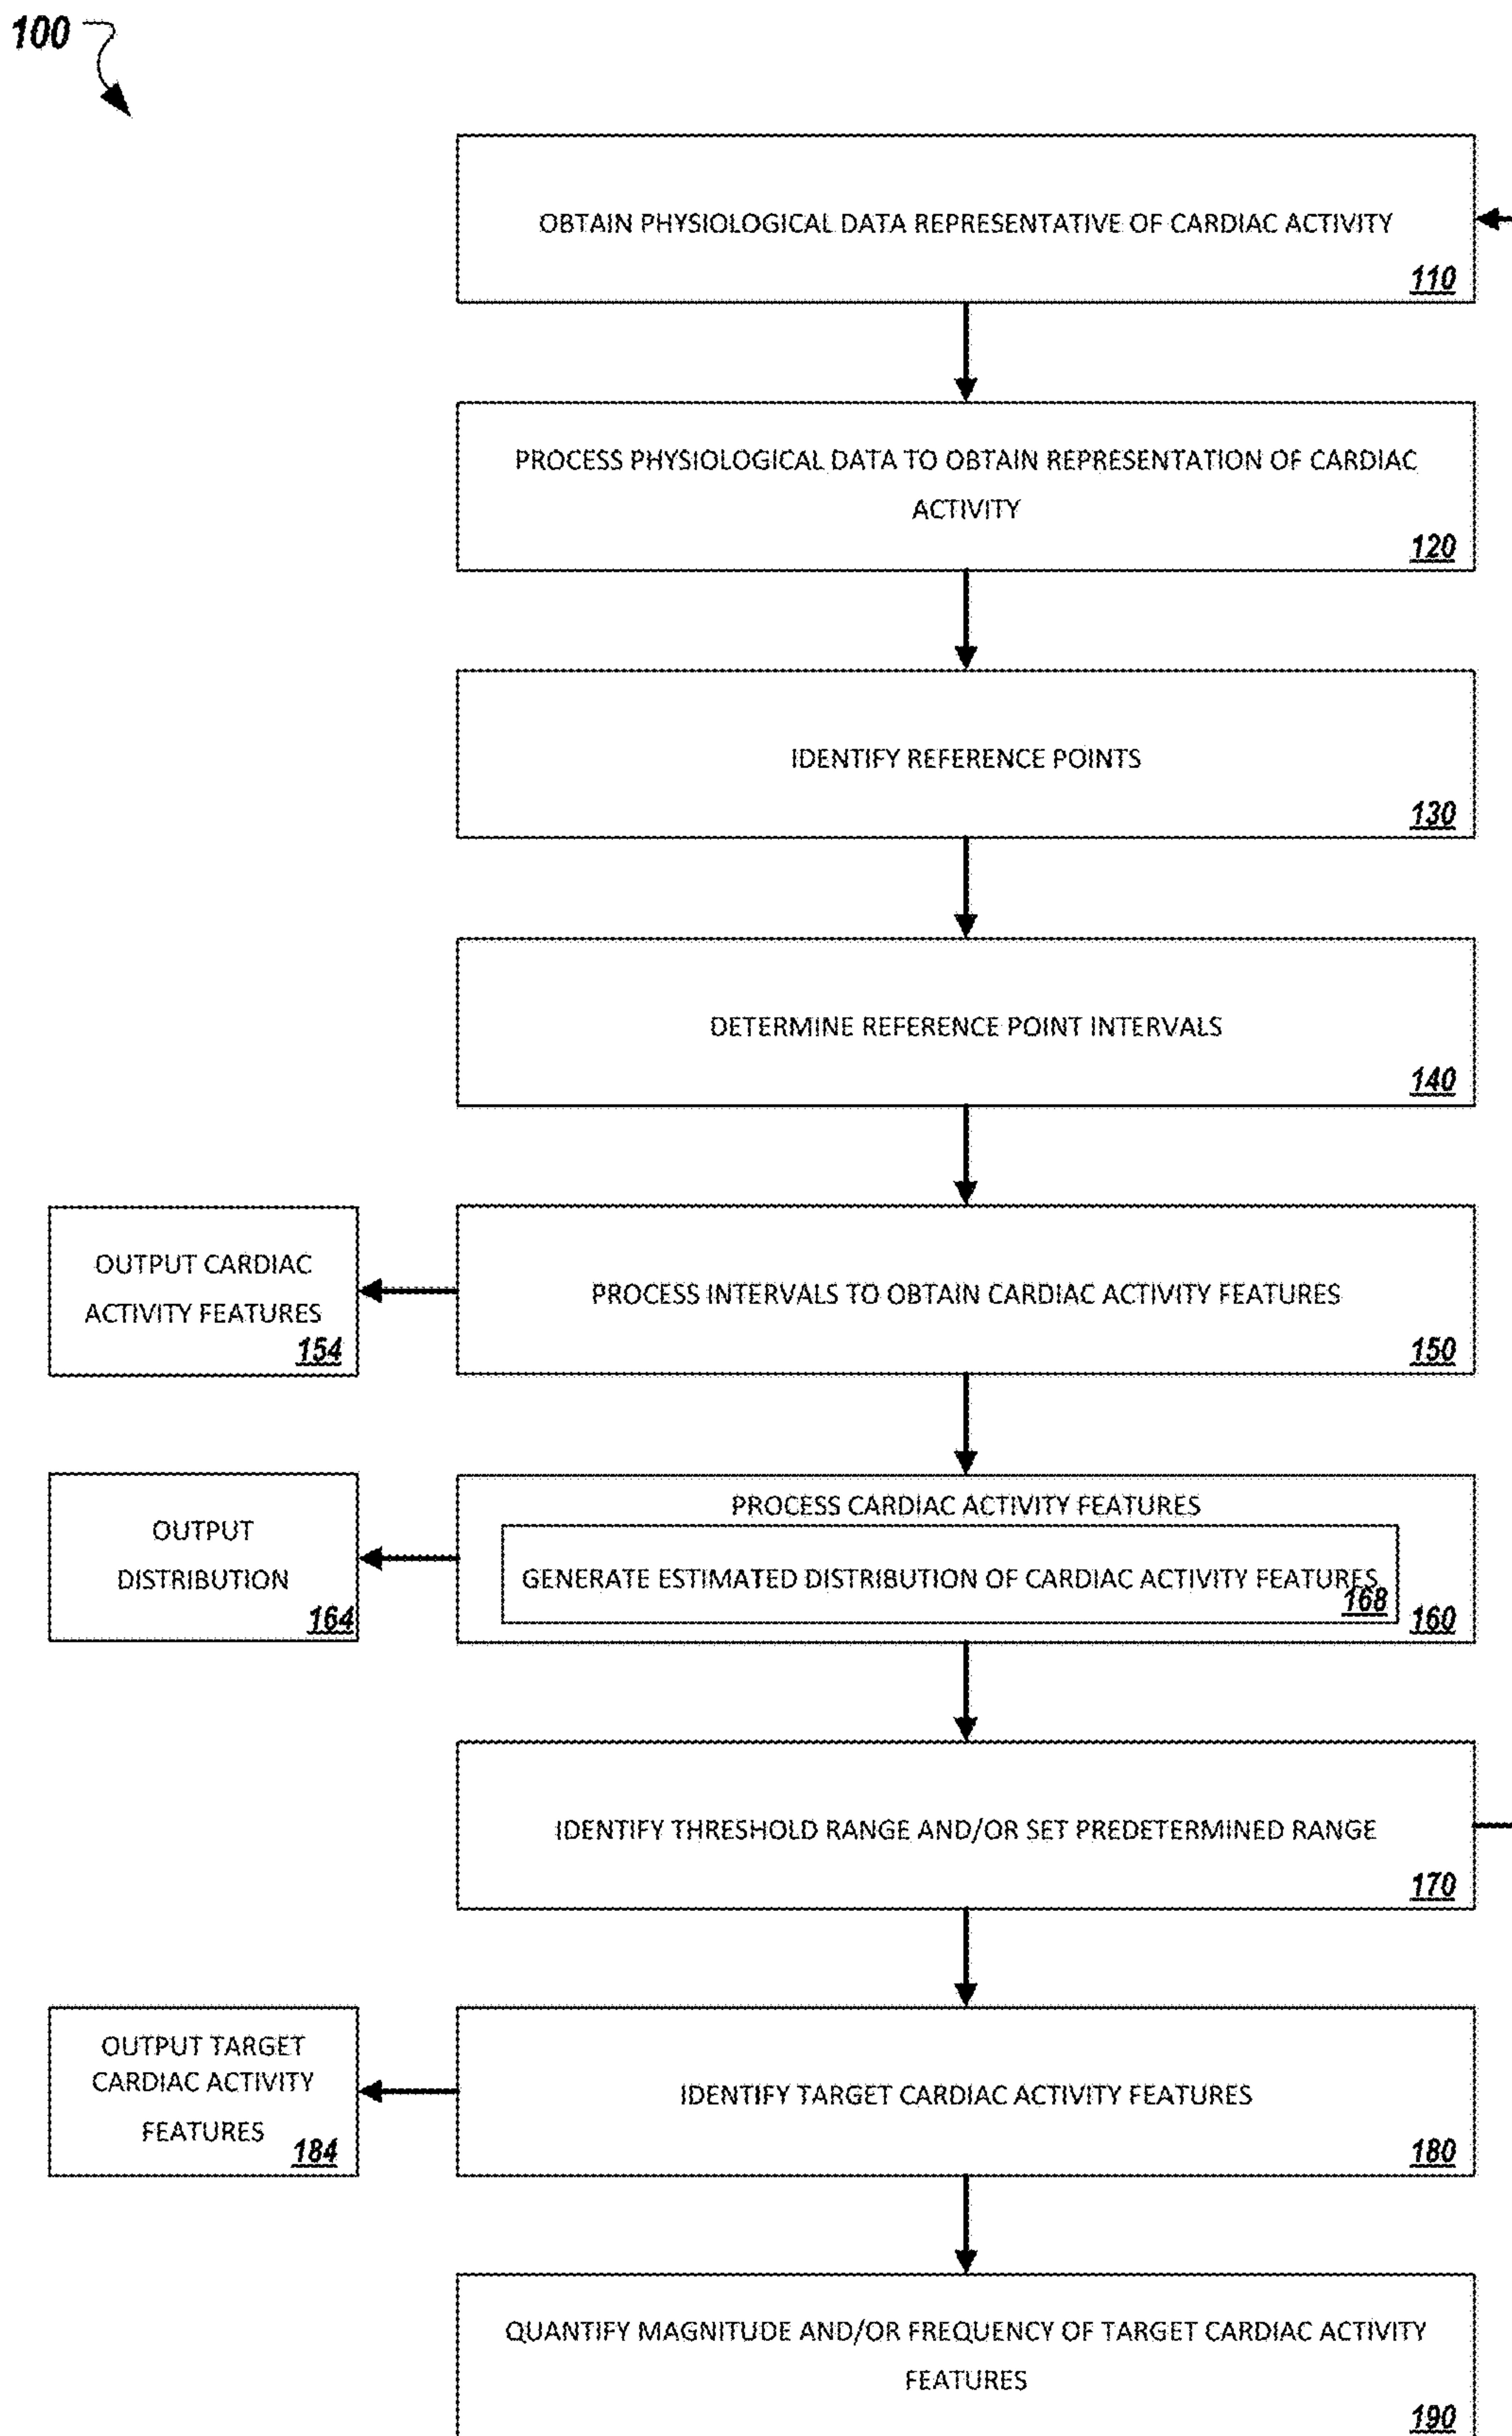 100
OBTAIN PHYSIOLOGICAL DATA REPRESENTATIVE OF CARDIAC ACTIVITY
110
PROCESS PHYSIOLOGICAL DATA TO OBTAIN REPRESENTATION OF CARDIAC
ACTIVITY
120
IDENTIFY REFERENCE POINTS
130
DETERMINE REFERENCE POINT INTERVALS
140
OUTPUT CARDIAC
ACTIVITY FEATURES
154
PROCESS INTERVALS TO OBTAIN CARDIAC ACTIVITY FEATURES
150
OUTPUT
DISTRIBUTION
164
PROCESS CARDIAC ACTIVITY FEATURES
GENERATE ESTIMATED DISTRIBUTION OF CARDIAC ACTIVITY FEATURES
168
160
IDENTIFY THRESHOLD RANGE AND/OR SET PREDETERMINED RANGE
170
OUTPUT TARGET
CARDIAC ACTIVITY
FEATURES
184
IDENTIFY TARGET CARDIAC ACTIVITY FEATURES
180
QUANTIFY MAGNITUDE AND/OR FREQUENCY OF TARGET CARDIAC ACTIVITY
FEATURES
190